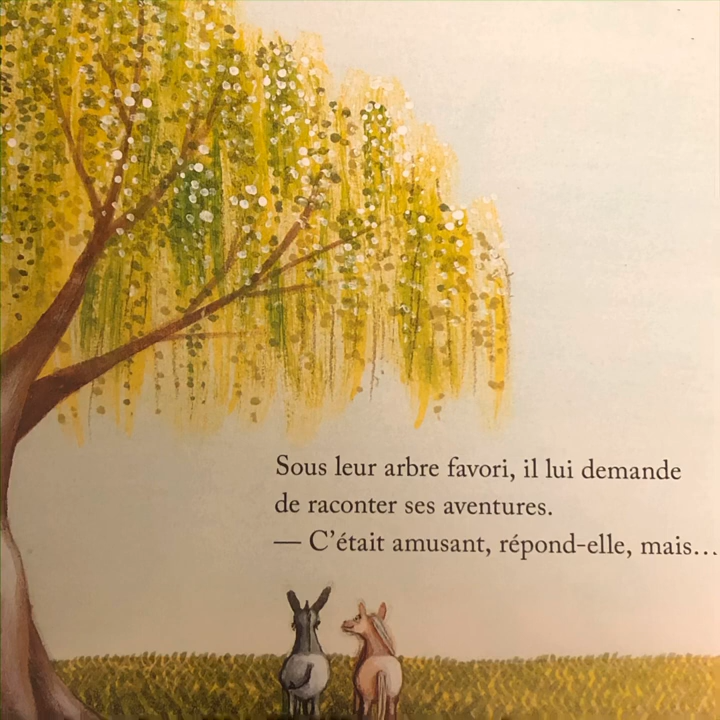 Sous leur arbre favori, il lui demande
de raconter ses aventures.
— C'était amusant, répond-elle, mais…